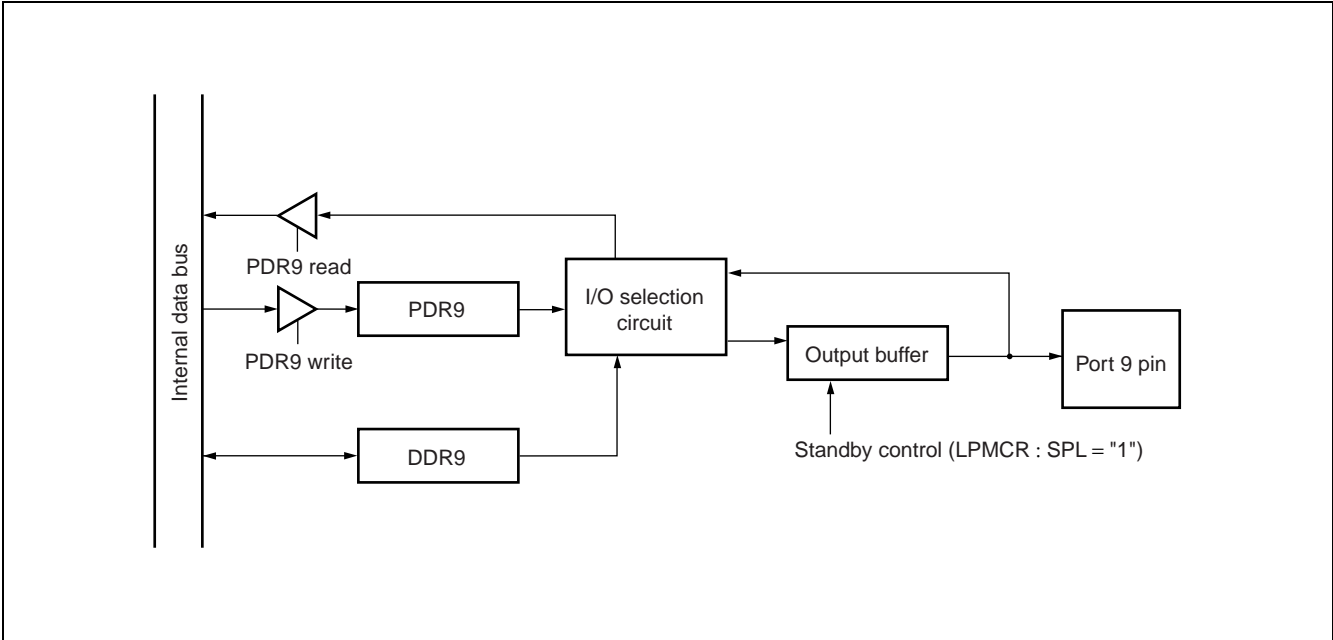 Internal data bus
PDR9 read
PDR9 write
PDR9
DDR9
I/O selection
circuit
Output buffer
Port 9 pin
Standby control (LPMCR : SPL = "1")